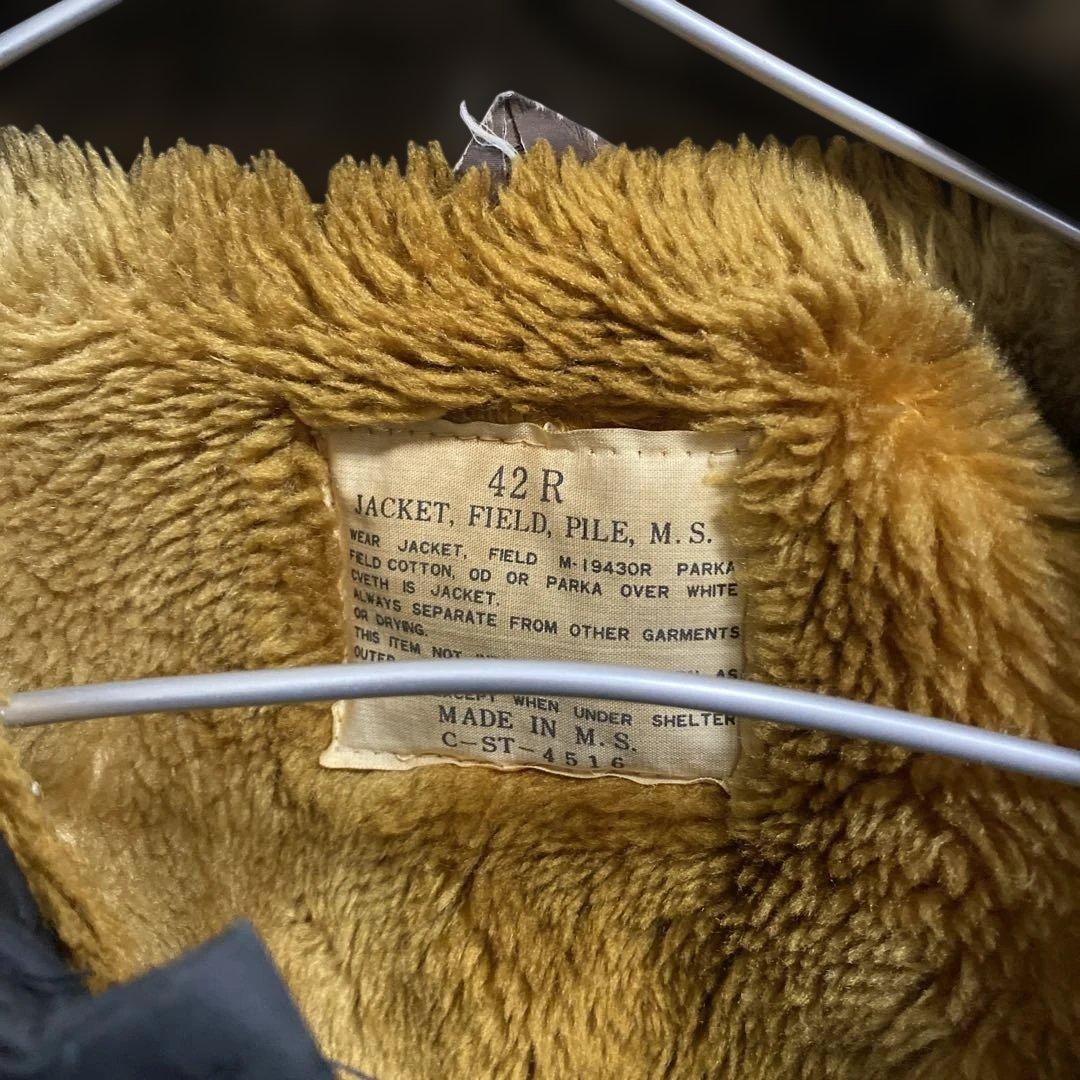 42 R
JACKET, FIELD, PILE, M. S.
WEAR JACKET, FIELD M-1943OR PARKA
FIELD COTTON, OD OR PARKA OVER WHITE
CVETH IS JACKET.
ALWAYS SEPARATE FROM OTHER GARMENTS
OR DRYING.
THIS ITEM NOT AS
OUTER
EXCEPT WHEN UNDER SHELTER
MADE IN M. S.
C-ST-4516